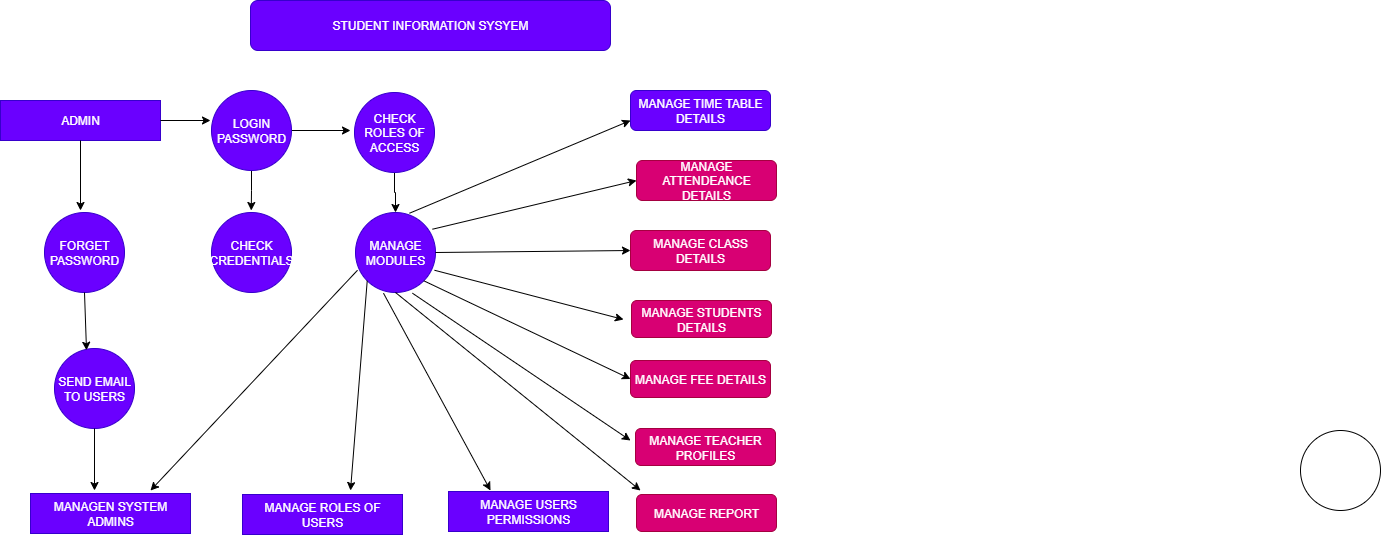 STUDENT INFORMATION SYSYEM
ADMIN
LOGIN
PASSWORD
CHECK
ROLES OF
ACCESS
MANAGE TIME TABLE
DETAILS
MANAGE
ATTENDEANCE
DETAILS
FORGET
PASSWORD
CHECK
CREDENTIALS
MANAGE
MODULES
MANAGE CLASS
DETAILS
MANAGE STUDENTS
DETAILS
SEND EMAIL
TO USERS
MANAGE FEE DETAILS
MANAGE TEACHER
PROFILES
MANAGEN SYSTEM
ADMINS
MANAGE ROLES OF
USERS
MANAGE USERS
PERMISSIONS
MANAGE REPORT